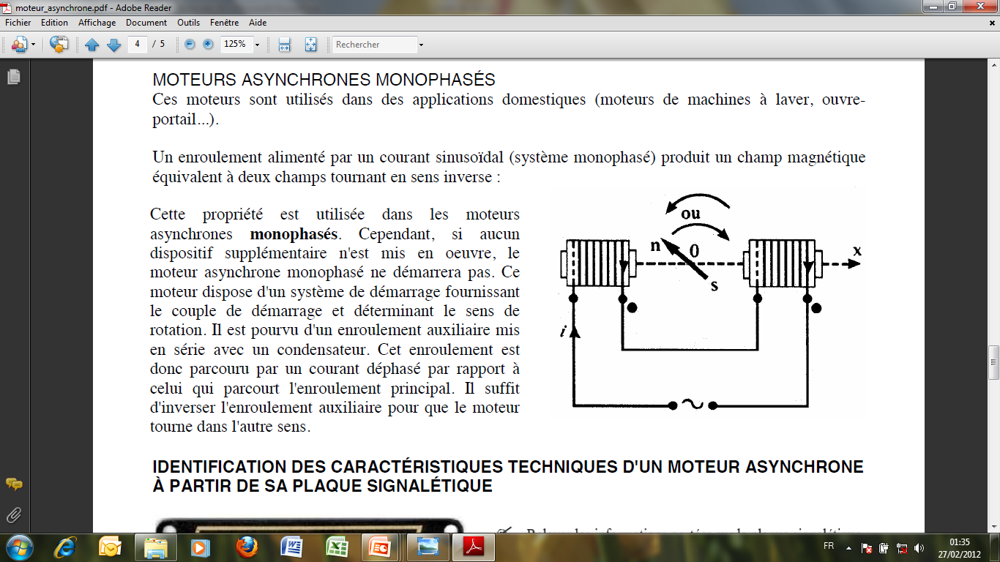 moteur_asynchrone.pdf - Adobe Reader
Fichier Edition Affichage Document Outils Fenêtre Aide
4 / 5 125% Rechercher
MOTEURS ASYNCHRONES MONOPHASÉS
Ces moteurs sont utilisés dans des applications domestiques (moteurs de machines à laver, ouvre-
portail...).
Un enroulement alimenté par un courant sinusoïdal (système monophasé) produit un champ magnétique
équivalent à deux champs tournant en sens inverse :
Cette propriété est utilisée dans les moteurs
asynchrones monophasés. Cependant, si aucun
dispositif supplémentaire n'est mis en oeuvre, le
moteur asynchrone monophasé ne démarrera pas. Ce
moteur dispose d'un système de démarrage fournissant
le couple de démarrage et déterminant le sens de
rotation. Il est pourvu d'un enroulement auxiliaire mis
en série avec un condensateur. Cet enroulement est
donc parcouru par un courant déphasé par rapport à
celui qui parcourt l'enroulement principal. Il suffit
d'inverser l'enroulement auxiliaire pour que le moteur
tourne dans l'autre sens.
ou
n 0 x
s
i
IDENTIFICATION DES CARACTÉRISTIQUES TECHNIQUES D'UN MOTEUR ASYNCHRONE
À PARTIR DE SA PLAQUE SIGNALÉTIQUE
FR
01:35
27/02/2012